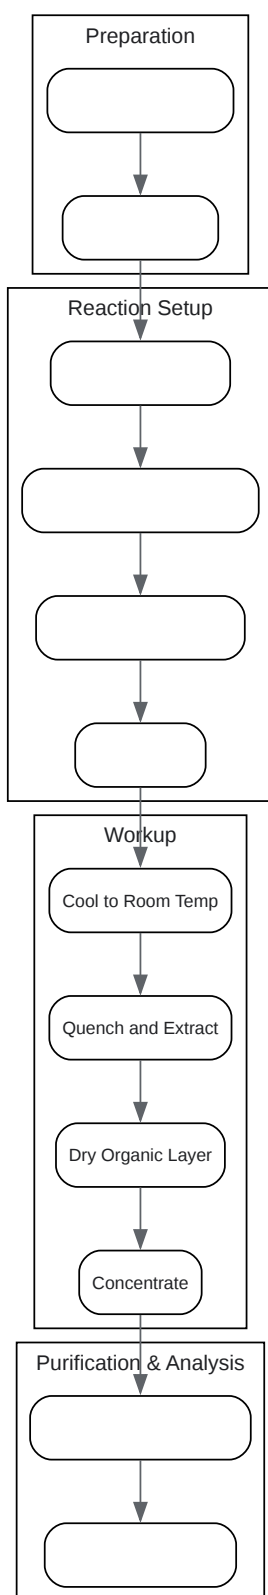 Preparation
Reaction Setup
Workup
Cool to Room Temp
Quench and Extract
Dry Organic Layer
Concentrate
Purification & Analysis